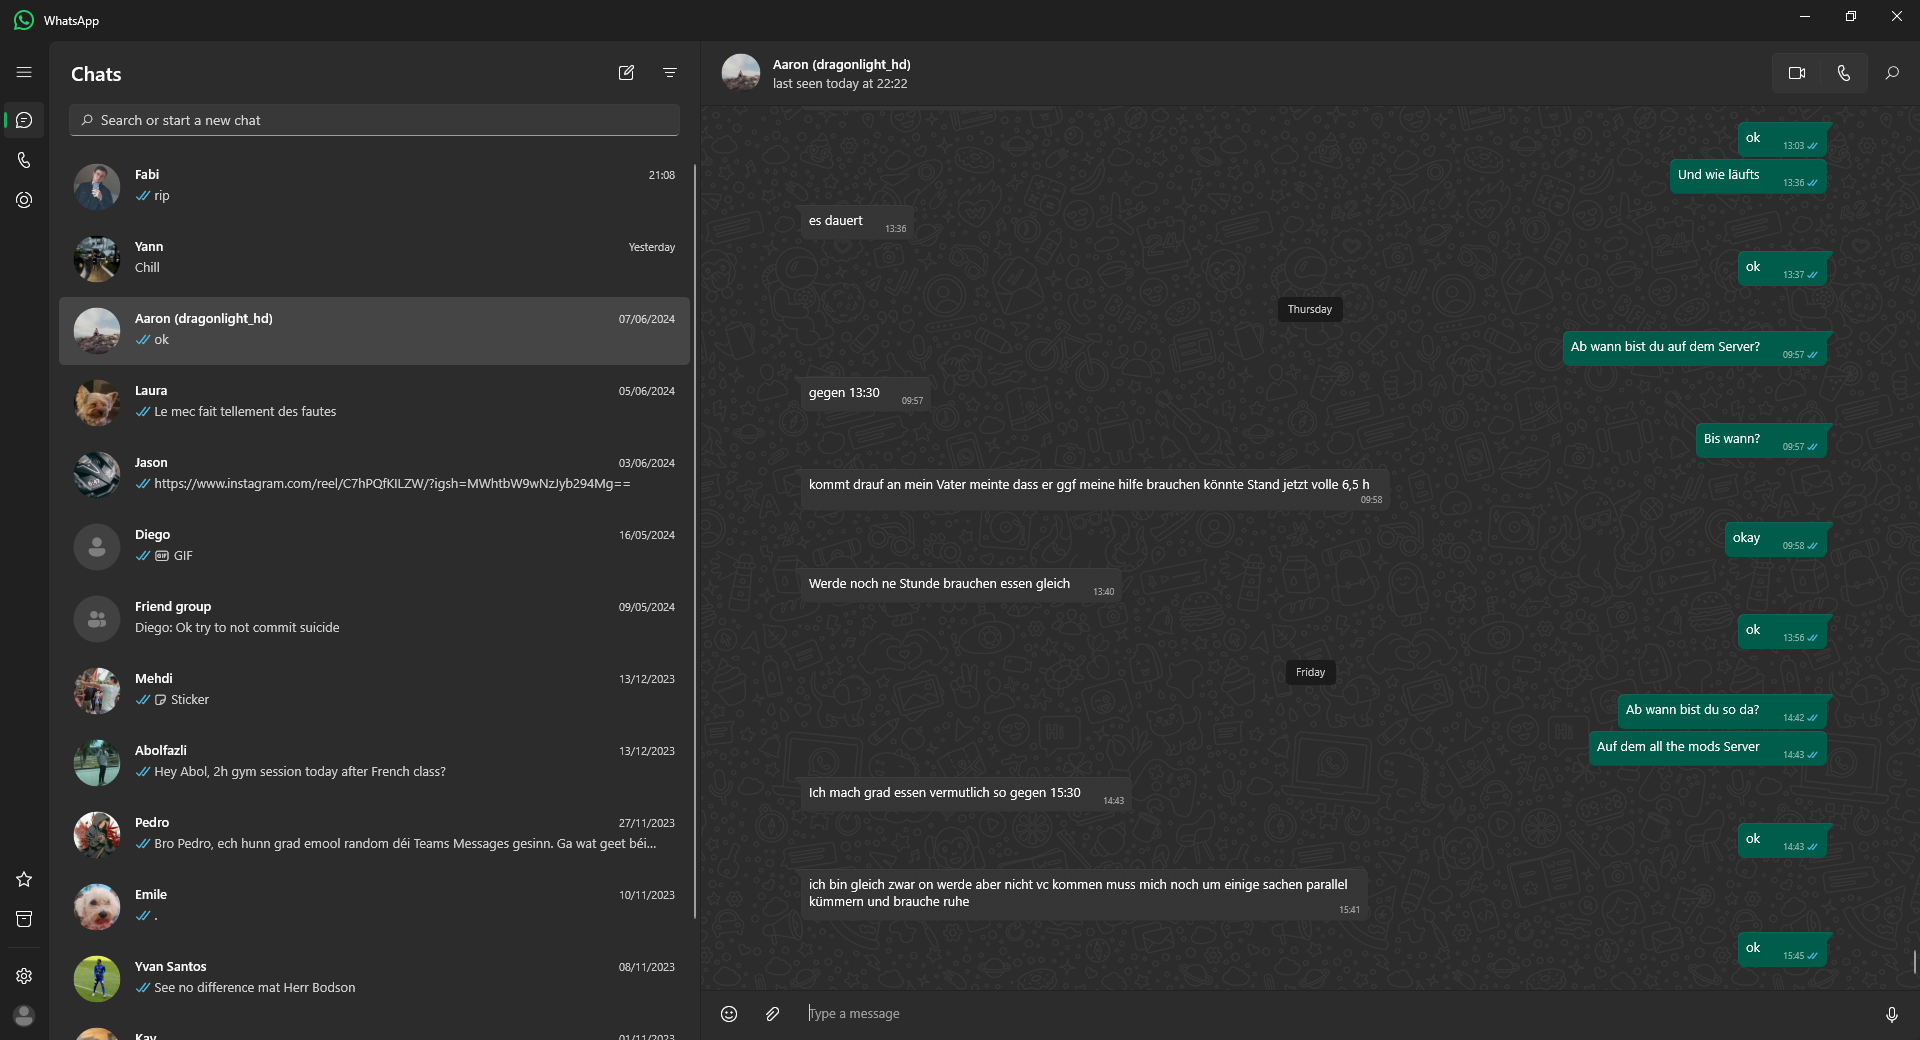 WhatsApp
Chats
Search or start a new chat
Fabi
21:08
rip
Yann
Yesterday
Chill
Aaron (dragonlight_hd)
07/06/2024
ok
Laura
05/06/2024
Le mec fait tellement des fautes
Jason
03/06/2024
https://www.instagram.com/reel/C7hPQfKILZW/?igsh=MWhtbW9wNzJyb294Mg==
Diego
16/05/2024
GIF GIF
Friend group
09/05/2024
Diego: Ok try to not commit suicide
Mehdi
13/12/2023
Sticker
Abolfazli
13/12/2023
Hey Abol, 2h gym session today after French class?
Pedro
27/11/2023
Bro Pedro, ech hunn grad emool random déi Teams Messages gesinn. Ga wat geet béi...
Emile
10/11/2023
.
Yvan Santos
08/11/2023
See no difference mat Herr Bodson
Kay
01/11/2023
Aaron (dragonlight_hd)
last seen today at 22:22
ok
13:03
Und wie läufts
13:36
es dauert
13:36
ok
13:37
Thursday
Ab wann bist du auf dem Server?
09:57
gegen 13:30
09:57
Bis wann?
09:57
kommt drauf an mein Vater meinte dass er ggf meine hilfe brauchen könnte Stand jetzt volle 6,5 h
09:58
okay
09:58
Werde noch ne Stunde brauchen essen gleich
13:40
ok
13:56
Friday
Ab wann bist du so da?
14:42
Auf dem all the mods Server
14:43
Ich mach grad essen vermutlich so gegen 15:30
14:43
ok
14:43
ich bin gleich zwar on werde aber nicht vc kommen muss mich noch um einige sachen parallel
kümmern und brauche ruhe
15:41
ok
15:45
Type a message